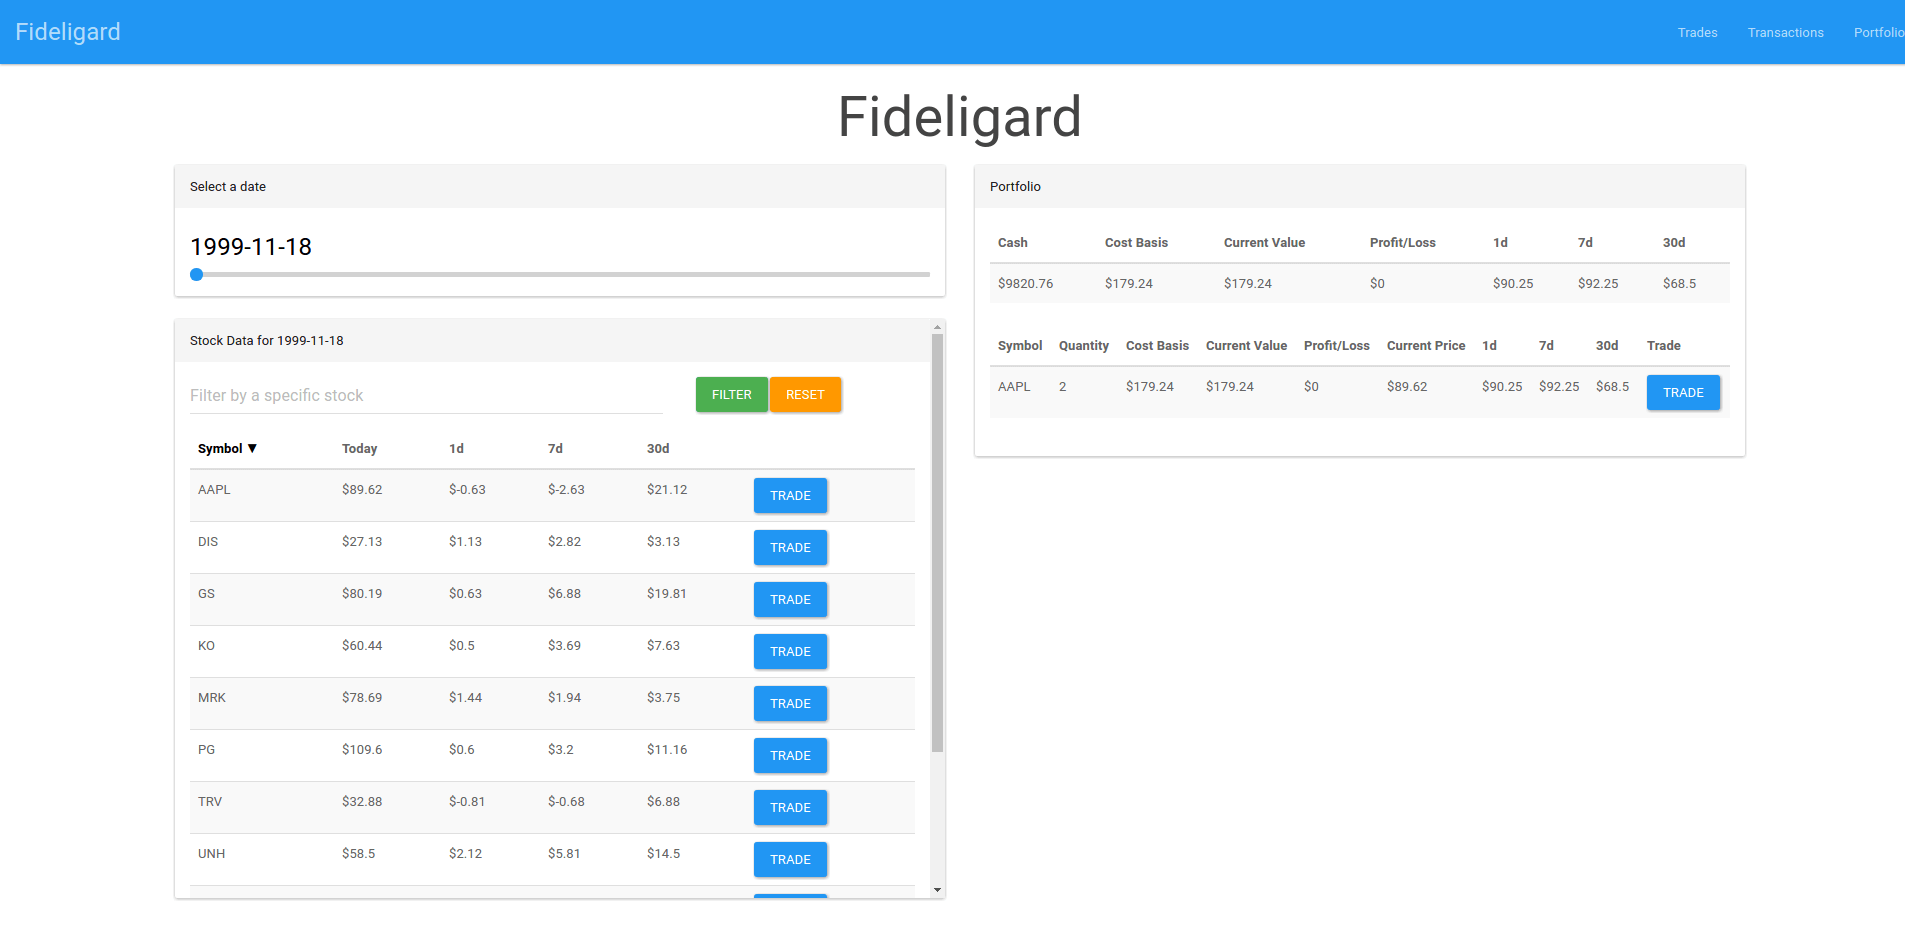 Fideligard
Trades Transactions Portfolio
Fideligard
Select a date
1999-11-18
Stock Data for 1999-11-18
Filter by a specific stock FILTER RESET
Symbol ▼ Today 1d 7d 30d
AAPL $89.62 $-0.63 $-2.63 $21.12 TRADE
DIS $27.13 $1.13 $2.82 $3.13 TRADE
GS $80.19 $0.63 $6.88 $19.81 TRADE
KO $60.44 $0.5 $3.69 $7.63 TRADE
MRK $78.69 $1.44 $1.94 $3.75 TRADE
PG $109.6 $0.6 $3.2 $11.16 TRADE
TRV $32.88 $-0.81 $-0.68 $6.88 TRADE
UNH $58.5 $2.12 $5.81 $14.5 TRADE
Portfolio
Cash Cost Basis Current Value Profit/Loss 1d 7d 30d
$9820.76 $179.24 $179.24 $0 $90.25 $92.25 $68.5
Symbol Quantity Cost Basis Current Value Profit/Loss Current Price 1d 7d 30d Trade
AAPL 2 $179.24 $179.24 $0 $89.62 $90.25 $92.25 $68.5 TRADE